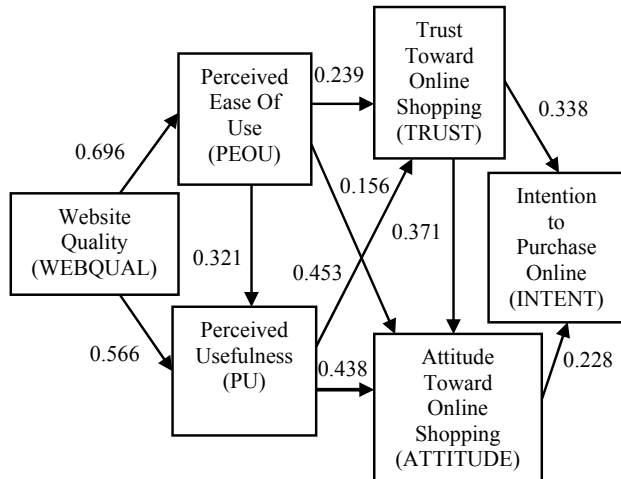 Trust
Toward
Online
Shopping
(TRUST)
Perceived
Ease Of
Use
(PEOU)
0.239
0.338
0.696
0.156
Intention
to
Purchase
Online
(INTENT)
Website
Quality
(WEBQUAL)
0.371
0.321
0.453
Perceived
Usefulness
(PU)
0.566
0.438
Attitude
Toward
Online
Shopping
(ATTITUDE)
0.228